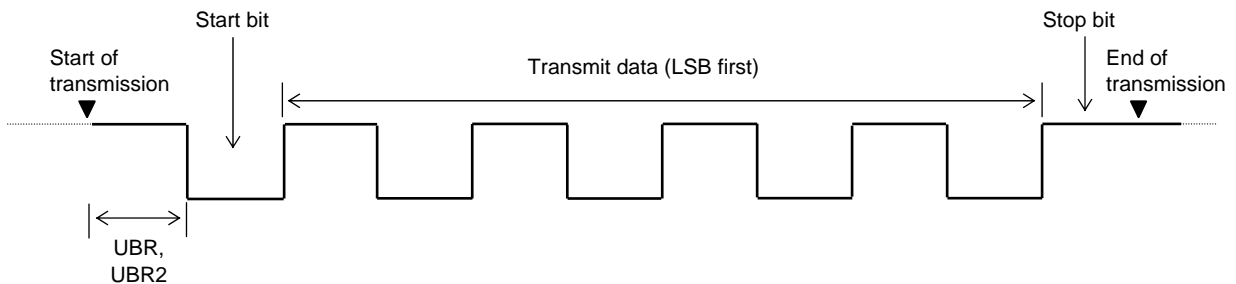 Start bit
Stop bit
Start of
transmission
Transmit data (LSB first)
End of
transmission
UBR,
UBR2